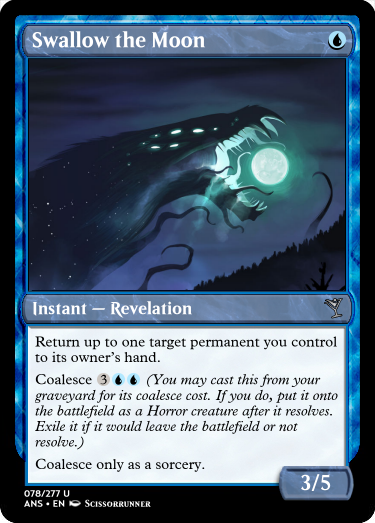 Swallow the Moon
Instant — Revelation
Return up to one target permanent you control
to its owner's hand.
Coalesce 3 (You may cast this from your
graveyard for its coalesce cost. If you do, put it onto
the battlefield as a Horror creature after it resolves.
Exile it if it would leave the battlefield or not
resolve.)
Coalesce only as a sorcery.
3/5
078/277 U
ANS • EN Scissorrunner